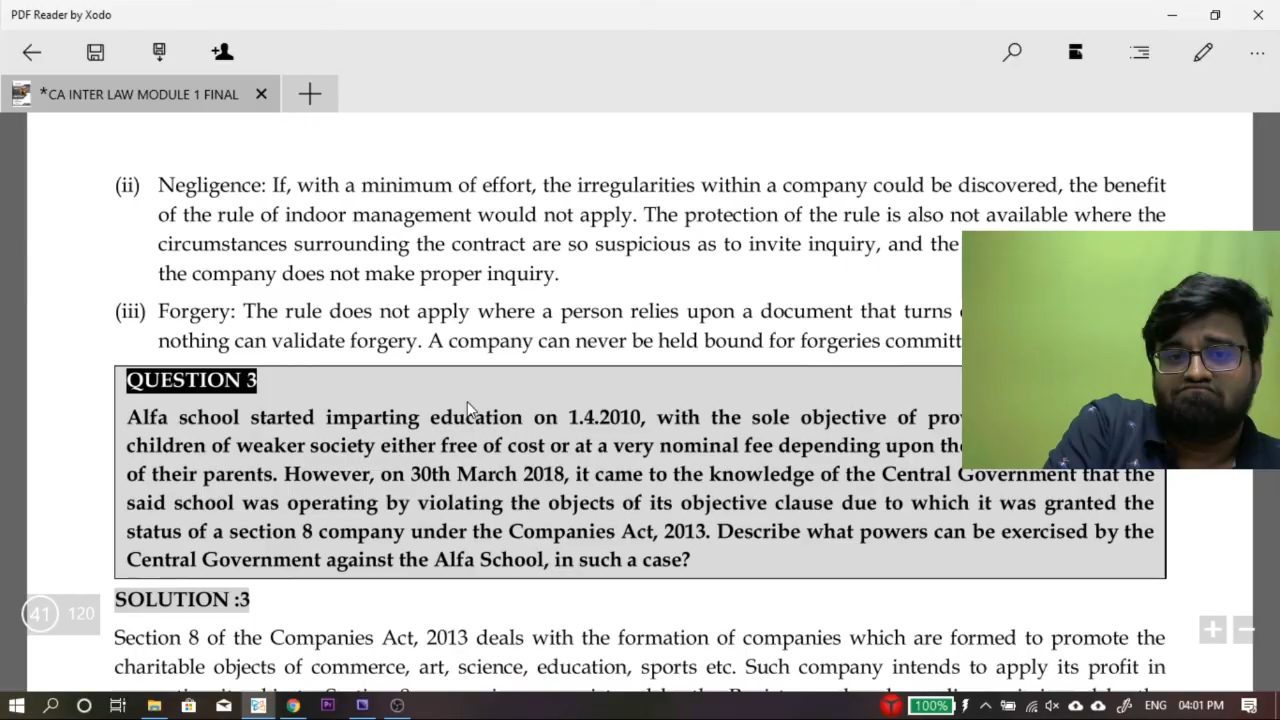 PDF Reader by Xodo
*CA INTER LAW MODULE 1 FINAL
(ii) Negligence: If, with a minimum of effort, the irregularities within a company could be discovered, the benefit
of the rule of indoor management would not apply. The protection of the rule is also not available where the
circumstances surrounding the contract are so suspicious as to invite inquiry, and the
the company does not make proper inquiry.
(iii) Forgery: The rule does not apply where a person relies upon a document that turns
nothing can validate forgery. A company can never be held bound for forgeries committ
QUESTION 3
Alfa school started imparting education on 1.4.2010, with the sole objective of pro
children of weaker society either free of cost or at a very nominal fee depending upon the
of their parents. However, on 30th March 2018, it came to the knowledge of the Central Government that the
said school was operating by violating the objects of its objective clause due to which it was granted the
status of a section 8 company under the Companies Act, 2013. Describe what powers can be exercised by the
Central Government against the Alfa School, in such a case?
SOLUTION :3
41 120
Section 8 of the Companies Act, 2013 deals with the formation of companies which are formed to promote the
charitable objects of commerce, art, science, education, sports etc. Such company intends to apply its profit in
100% ENG 04:01 PM